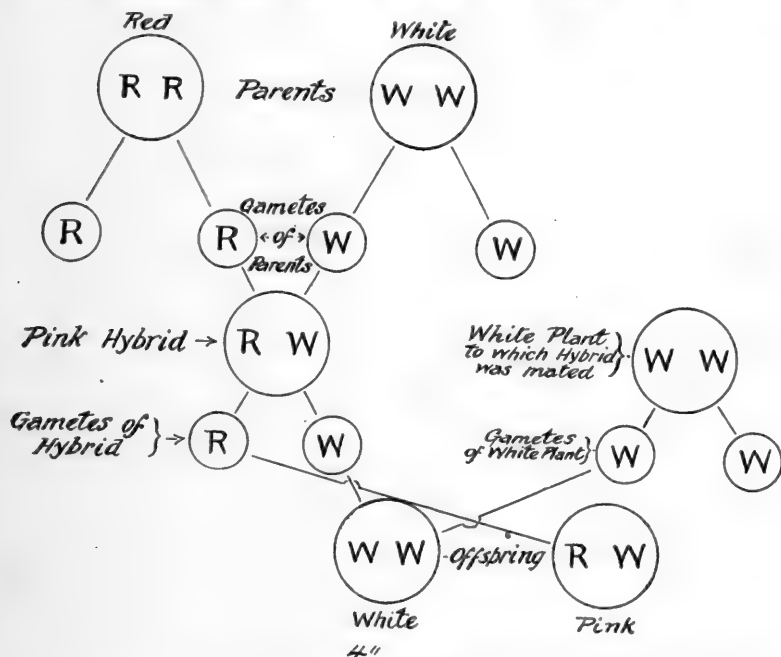 Red
White
R R
Parents
W W
R
R
Gametes
of
Parents
W
W
Pink Hybrid
R W
White Plant
to which Hybrid
was mated
W W
Gametes of
Hybrid
R
W
Gametes
of White Plant
W
W
W W
Offspring
R W
White
Pink
4"